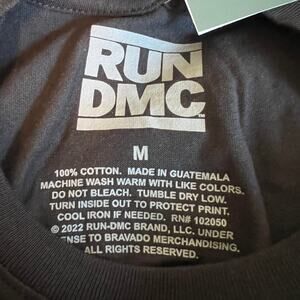 RUN
DMC
M
100% COTTON. MADE IN GUATEMALA
MACHINE WASH WARM WITH LIKE COLORS.
DO NOT BLEACH. TUMBLE DRY LOW.
TURN INSIDE OUT TO PROTECT PRINT.
COOL IRON IF NEEDED. RN# 102050
© 2022 RUN-DMC BRAND, LLC. UNDER
ENSE TO BRAVADO MERCHANDISING.
ALL RIGHTS RESERVED.